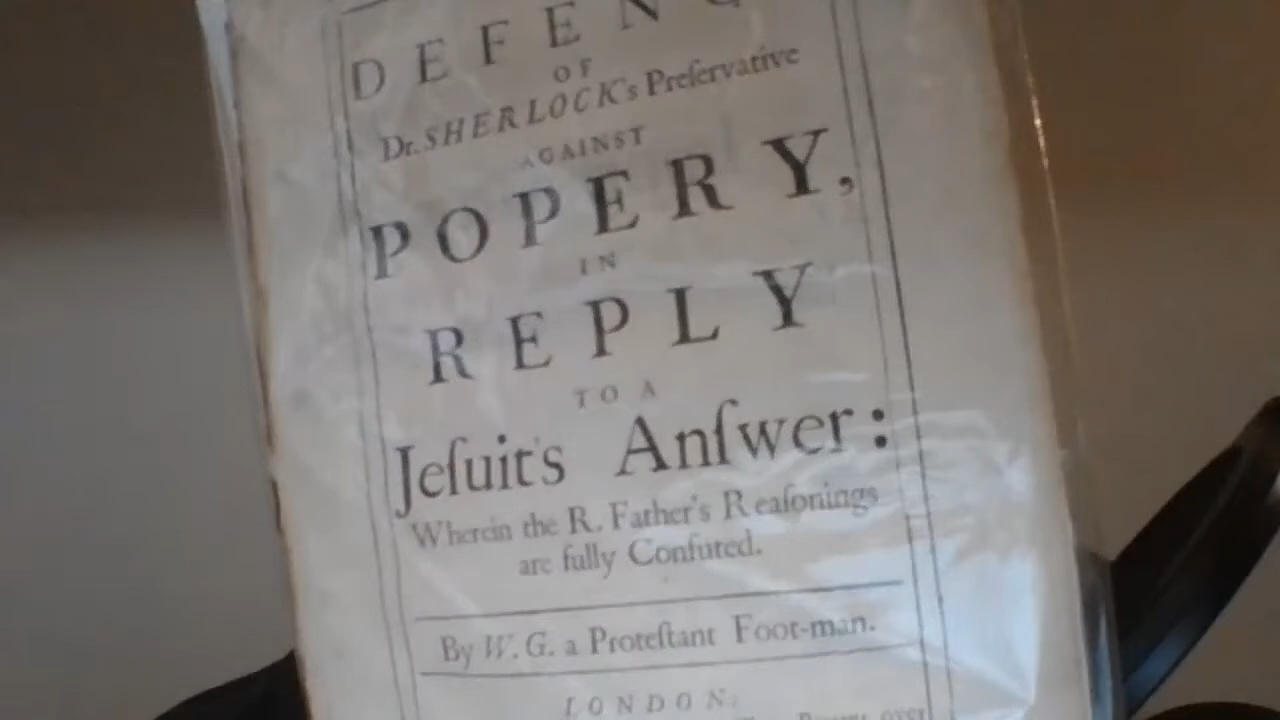 DEFENC
OF
Dr. SHERLOCK's Preſervative
AGAINST
POPERY,
IN
REPLY
TO A
Jeſuit's Anſwer:
Wherein the R. Father's Reaſonings
are fully Confuted.
By W. G. a Proteſtant Foot-man.
LONDON: